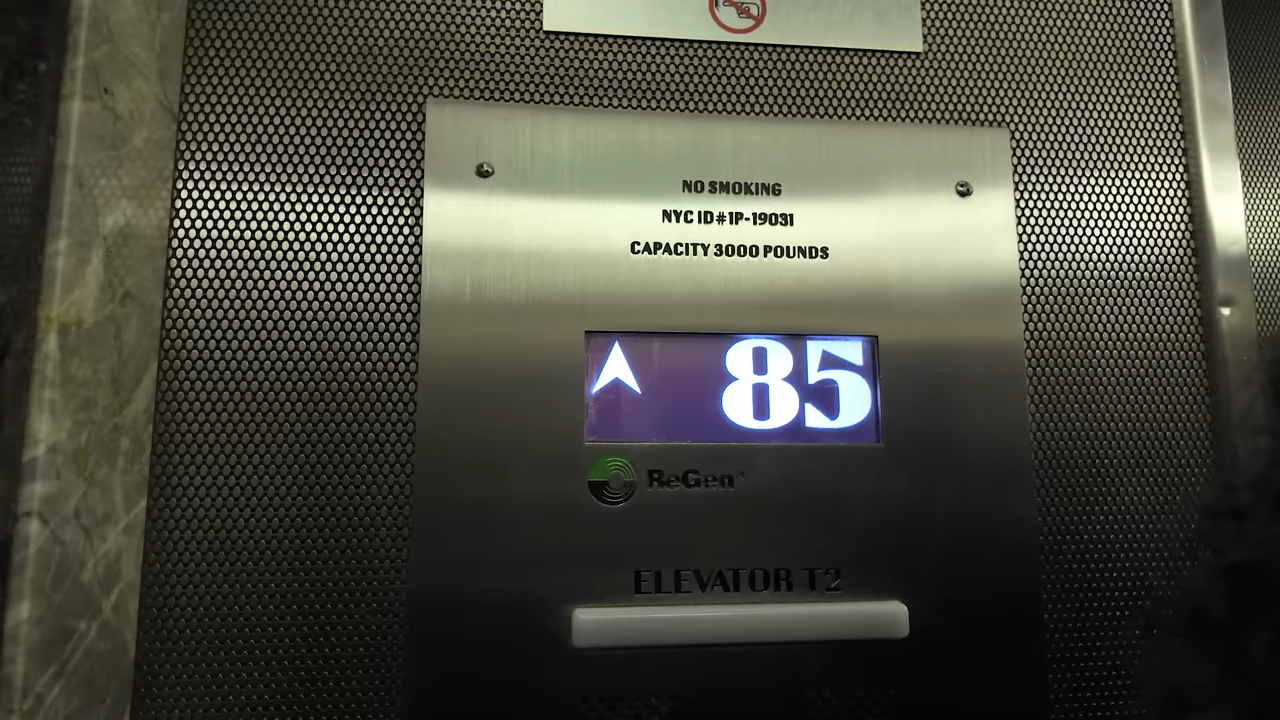 NO SMOKING
NYC ID#1P-19031
CAPACITY 3000 POUNDS
85
ReGen®
ELEVATOR T2